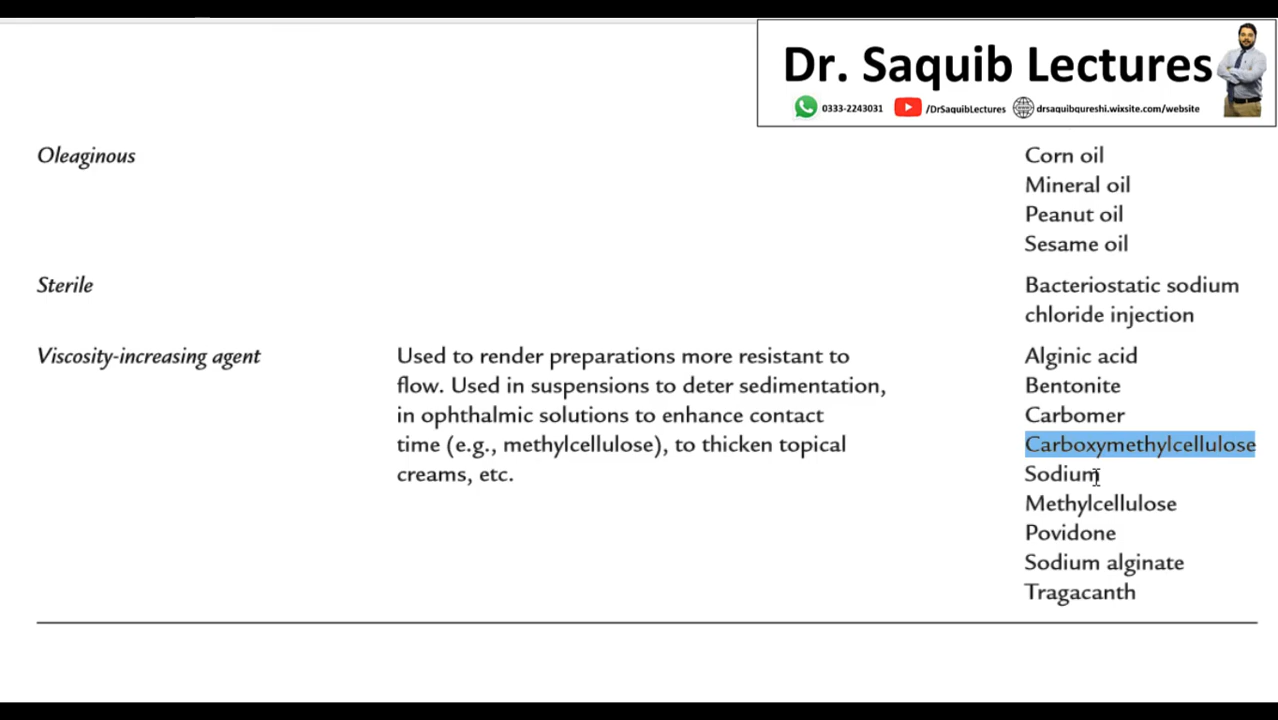 Dr. Saquib Lectures
0333-2243031 /DrSaquibLectures drsaquibqureshi.wixsite.com/website
Oleaginous Corn oil
Mineral oil
Peanut oil
Sesame oil
Sterile Bacteriostatic sodium
chloride injection
Viscosity-increasing agent Used to render preparations more resistant to Alginic acid
flow. Used in suspensions to deter sedimentation, Bentonite
in ophthalmic solutions to enhance contact Carbomer
time (e.g., methylcellulose), to thicken topical Carboxymethylcellulose
creams, etc. Sodium
Methylcellulose
Povidone
Sodium alginate
Tragacanth